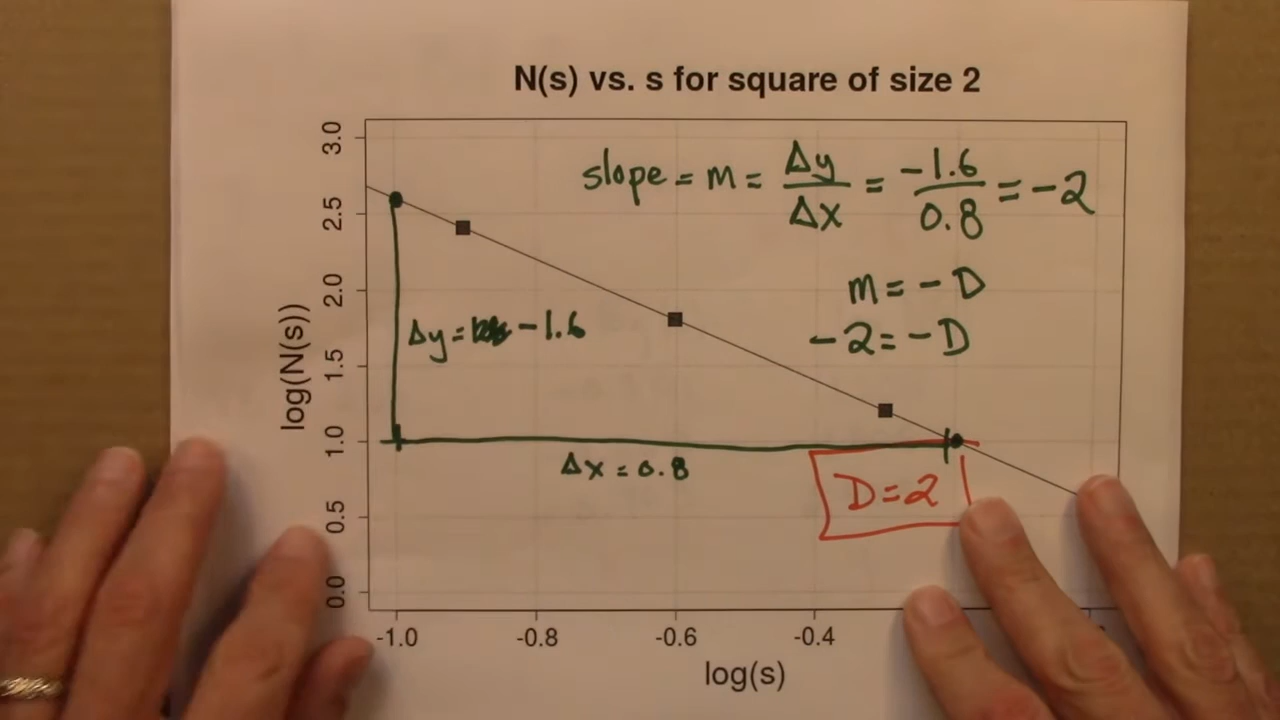 N(s) vs. s for square of size 2
log(N(s))
3.0
2.5
2.0
1.5
1.0
0.5
0.0
slope = m = Δy/Δx = -1.6/0.8 = -2
m = - D
-2 = - D
Δy = -1.6
Δx = 0.8
D = 2
-1.0 -0.8 -0.6 -0.4
log(s)